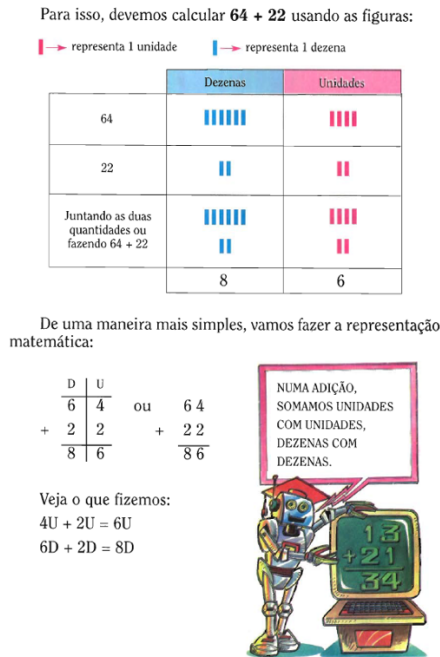 Para isso, devemos calcular 64 + 22 usando as figuras:
representa 1 unidade representa 1 dezena
Dezenas Unidades
64
22
Juntando as duas
quantidades ou
fazendo 64 + 22
8 6
De uma maneira mais simples, vamos fazer a representação
matemática:
D U
6 4 ou 6 4
+ 2 2 + 2 2
8 6 8 6
NUMA ADIÇÃO,
SOMAMOS UNIDADES
COM UNIDADES,
DEZENAS COM
DEZENAS.
Veja o que fizemos:
4U + 2U = 6U
6D + 2D = 8D
13
+21
34